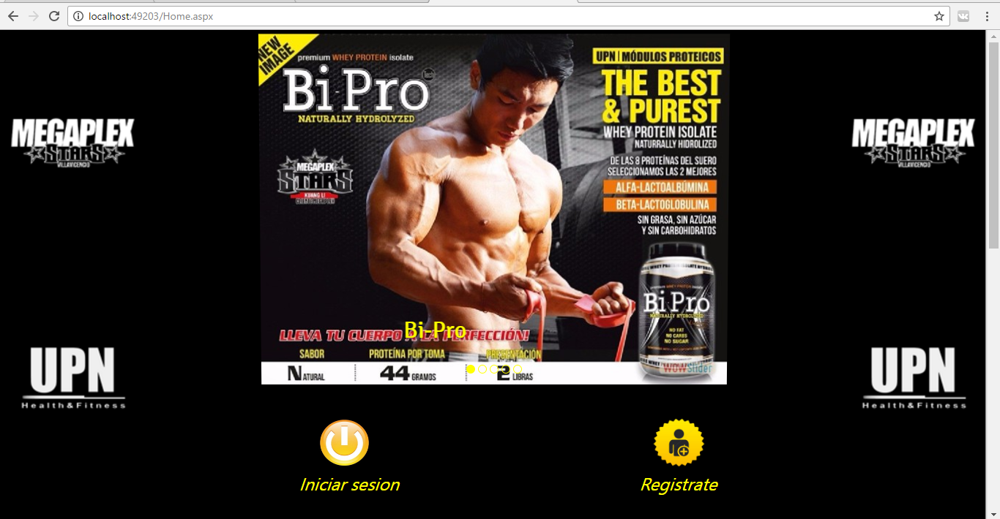 localhost:49203/Home.aspx
NEW
IMAGE
premium WHEY PROTEIN isolate
Bi-Pro
NATURALLY HYDROLYZED
UPN | MÓDULOS PROTEICOS
THE BEST
& PUREST
WHEY PROTEIN ISOLATE
NATURRALLY HIDROLIZED
DE LAS 8 PROTEÍNAS DEL SUERO
SELECCIONAMOS LAS 2 MEJORES
ALFA-LACTOALBÚMINA
BETA-LACTOGLOBULINA
SIN GRASA, SIN AZÚCAR
Y SIN CARBOHIDRATOS
MEGAPLEX
STARS
VILLAVICENCIO
MEGAPLEX
STARS
KUANG LI
MEGAPLEX
STARS
VILLAVICENCIO
Bi-Pro
NATURALLY HYDROLYZED
NO FAT
NO CARBS
NO SUGAR
WOWSlider
Bi-Pro
LLEVA TU CUERPO A LA PERFECCIÓN!
SABOR
PROTEÍNA POR TOMA
PRESENTACIÓN
NATURAL
44 GRAMOS
2 LIBRAS
UPN
Health&Fitness
UPN
Health&Fitness
Iniciar sesion
Registrate